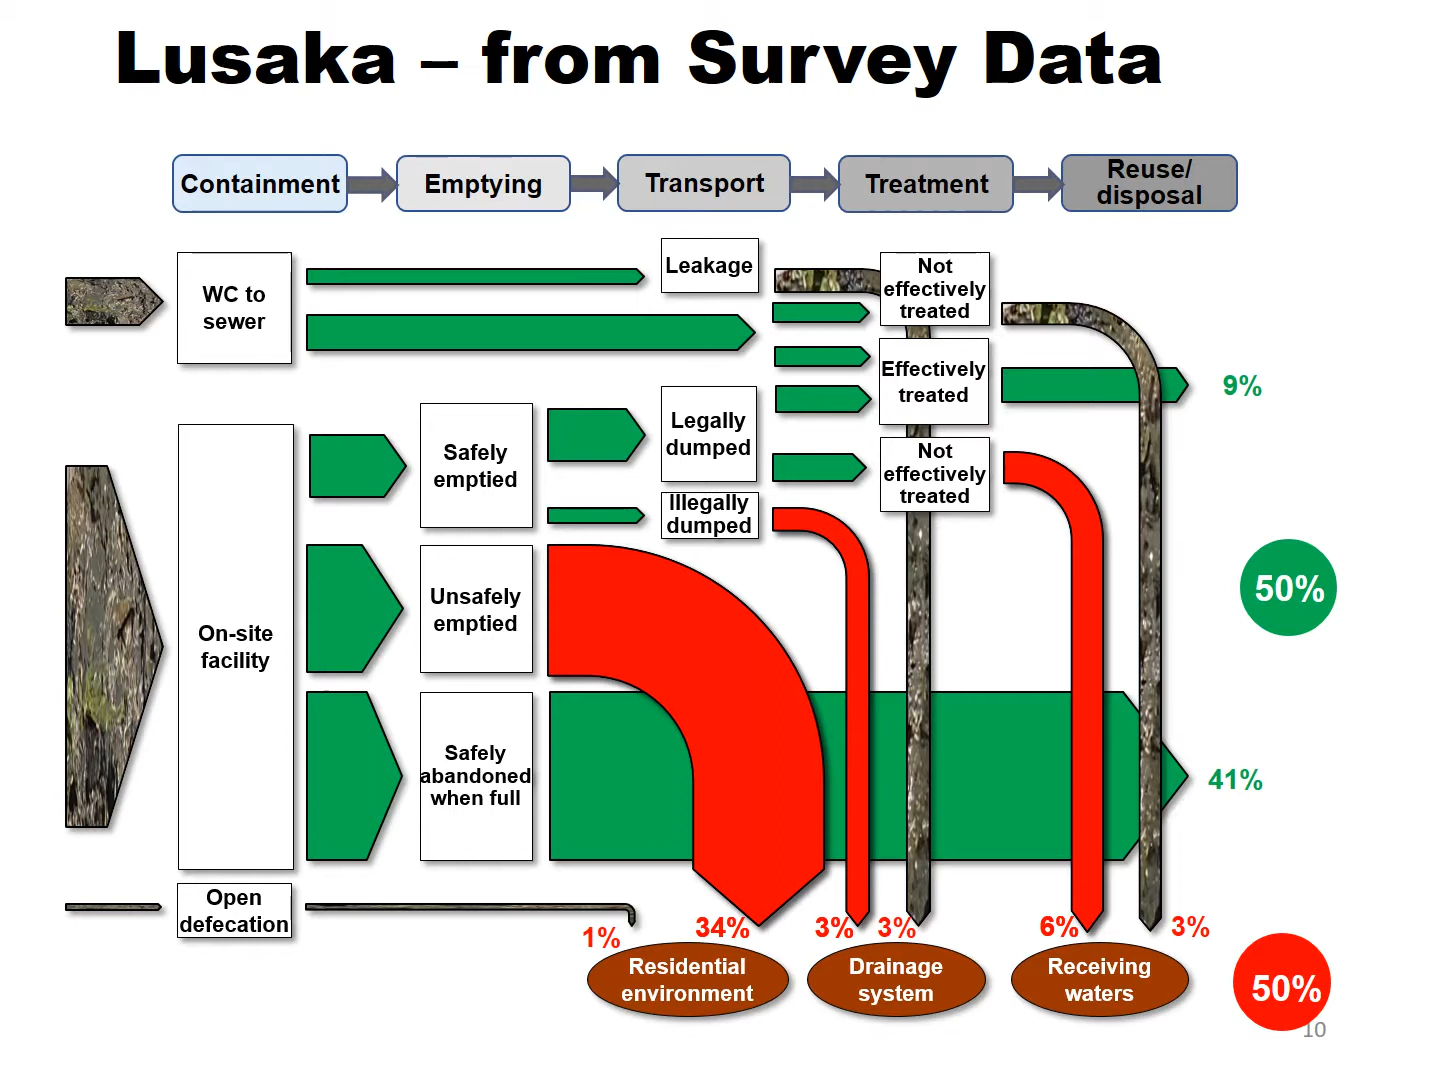 Lusaka – from Survey Data
Containment
Emptying
Transport
Treatment
Reuse/
disposal
WC to
sewer
Leakage
Not
effectively
treated
Effectively
treated
9%
On-site
facility
Safely
emptied
Legally
dumped
Not
effectively
treated
Illegally
dumped
Unsafely
emptied
50%
Safely
abandoned
when full
41%
Open
defecation
1%
34%
3%
3%
6%
3%
Residential
environment
Drainage
system
Receiving
waters
50%
10